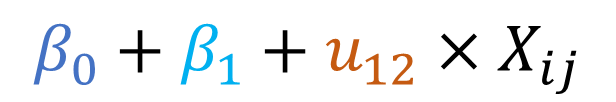 β₀ + β₁ + u₁₂ × Xᵢⱼ